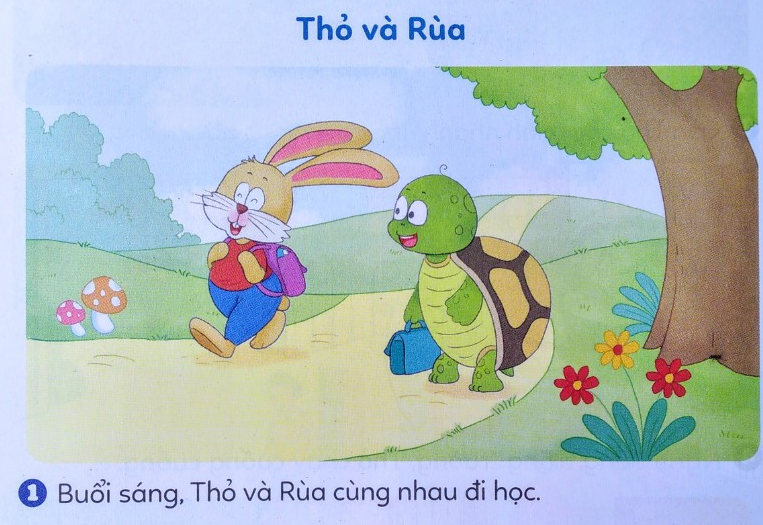 Thỏ và Rùa
1 Buổi sáng, Thỏ và Rùa cùng nhau đi học.